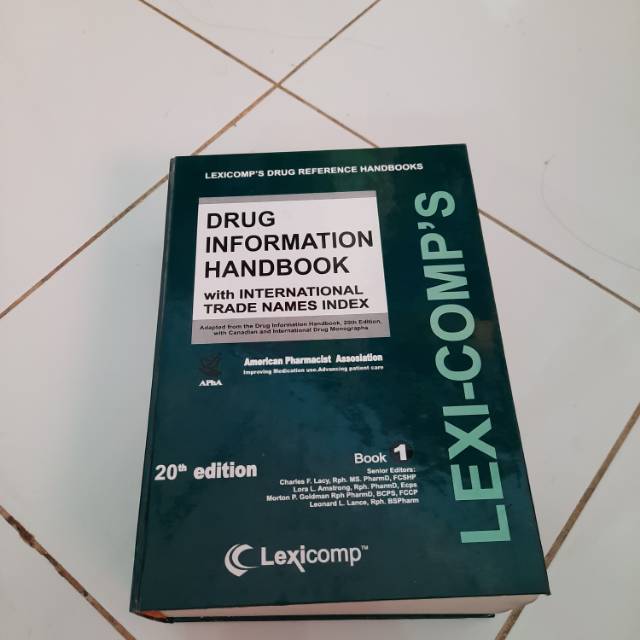 LEXICOMP'S DRUG REFERENCE HANDBOOKS
DRUG
INFORMATION
HANDBOOK
with INTERNATIONAL
TRADE NAMES INDEX
Adapted from the Drug Information Handbook, 20th Edition,
with Canadian and International Drug Monographs
APhA
American Pharmacist Association
Improving Medication use.Advancing patient care
LEXI-COMP'S
Book 1
20th edition
Senior Editors:
Charles F. Lacy, Rph. MS. PharmD, FCSHP
Lora L. Amstrong, Rph. PharmD, Bcps
Morton P. Goldman Rph PharmD, BCPS, FCCP
Leonard L. Lance, Rph. BSPharm
Lexicomp™